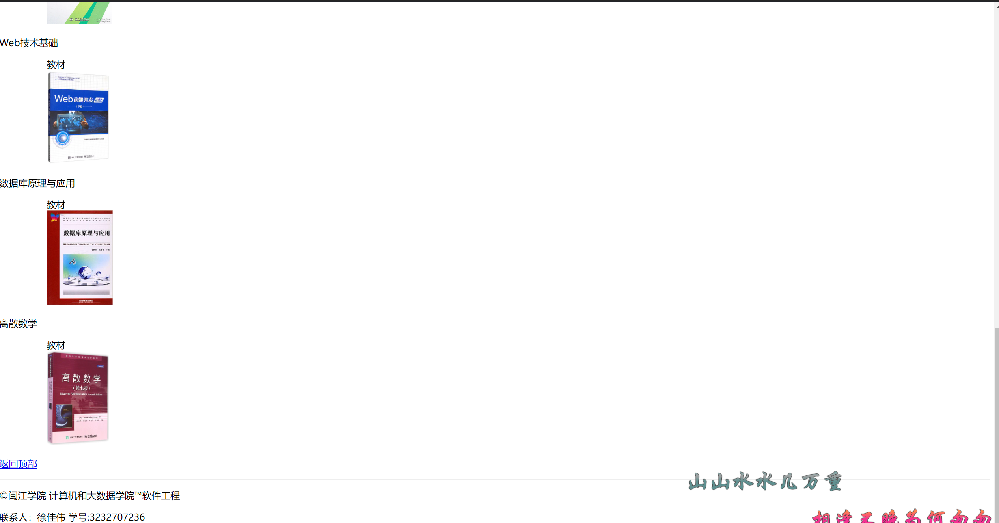 Web技术基础
教材
Web前端开发 初级
（下册）
数据库原理与应用
教材
数据库原理与应用
SHUJUKU YUANLI YU YINGYONG
离散数学
教材
离散数学
（第七版）
Discrete Mathematics, Seventh Edition
返回顶部
山山水水几万重
©闽江学院 计算机和大数据学院™软件工程
相逢不晚为何匆匆
联系人：徐佳伟 学号:3232707236